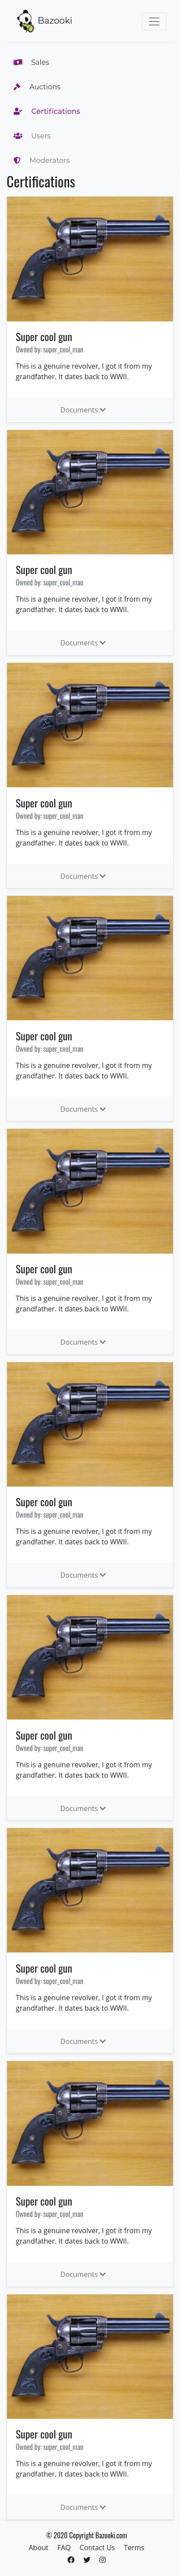 Bazooki
Sales
Auctions
Certifications
Users
Moderators
Certifications
Super cool gun
Owned by: super_cool_man
This is a genuine revolver, I got it from my
grandfather. It dates back to WWII.
Documents
Super cool gun
Owned by: super_cool_man
This is a genuine revolver, I got it from my
grandfather. It dates back to WWII.
Documents
Super cool gun
Owned by: super_cool_man
This is a genuine revolver, I got it from my
grandfather. It dates back to WWII.
Documents
Super cool gun
Owned by: super_cool_man
This is a genuine revolver, I got it from my
grandfather. It dates back to WWII.
Documents
Super cool gun
Owned by: super_cool_man
This is a genuine revolver, I got it from my
grandfather. It dates back to WWII.
Documents
Super cool gun
Owned by: super_cool_man
This is a genuine revolver, I got it from my
grandfather. It dates back to WWII.
Documents
Super cool gun
Owned by: super_cool_man
This is a genuine revolver, I got it from my
grandfather. It dates back to WWII.
Documents
Super cool gun
Owned by: super_cool_man
This is a genuine revolver, I got it from my
grandfather. It dates back to WWII.
Documents
Super cool gun
Owned by: super_cool_man
This is a genuine revolver, I got it from my
grandfather. It dates back to WWII.
Documents
Super cool gun
Owned by: super_cool_man
This is a genuine revolver, I got it from my
grandfather. It dates back to WWII.
Documents
© 2020 Copyright Bazooki.com
About FAQ Contact Us Terms